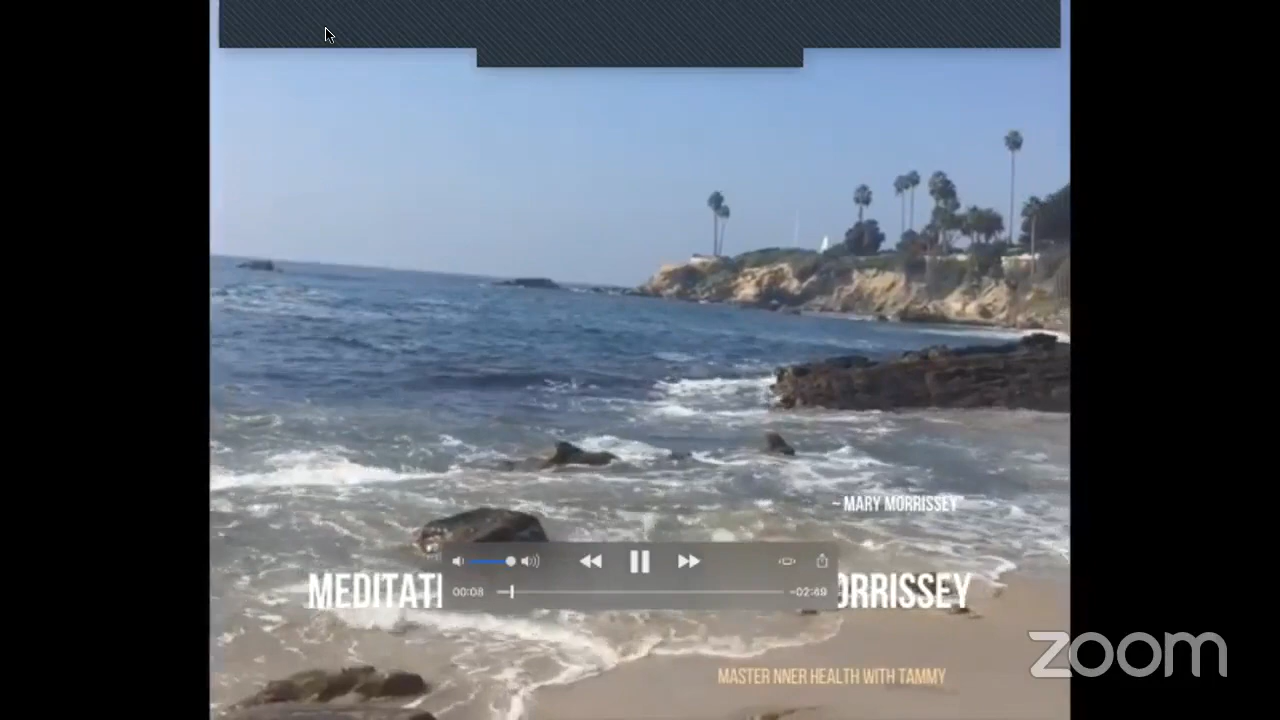 ~ MARY MORRISSEY
MEDITATI ORRISSEY
00:08 -02:49
MASTER NNER HEALTH WITH TAMMY
zoom